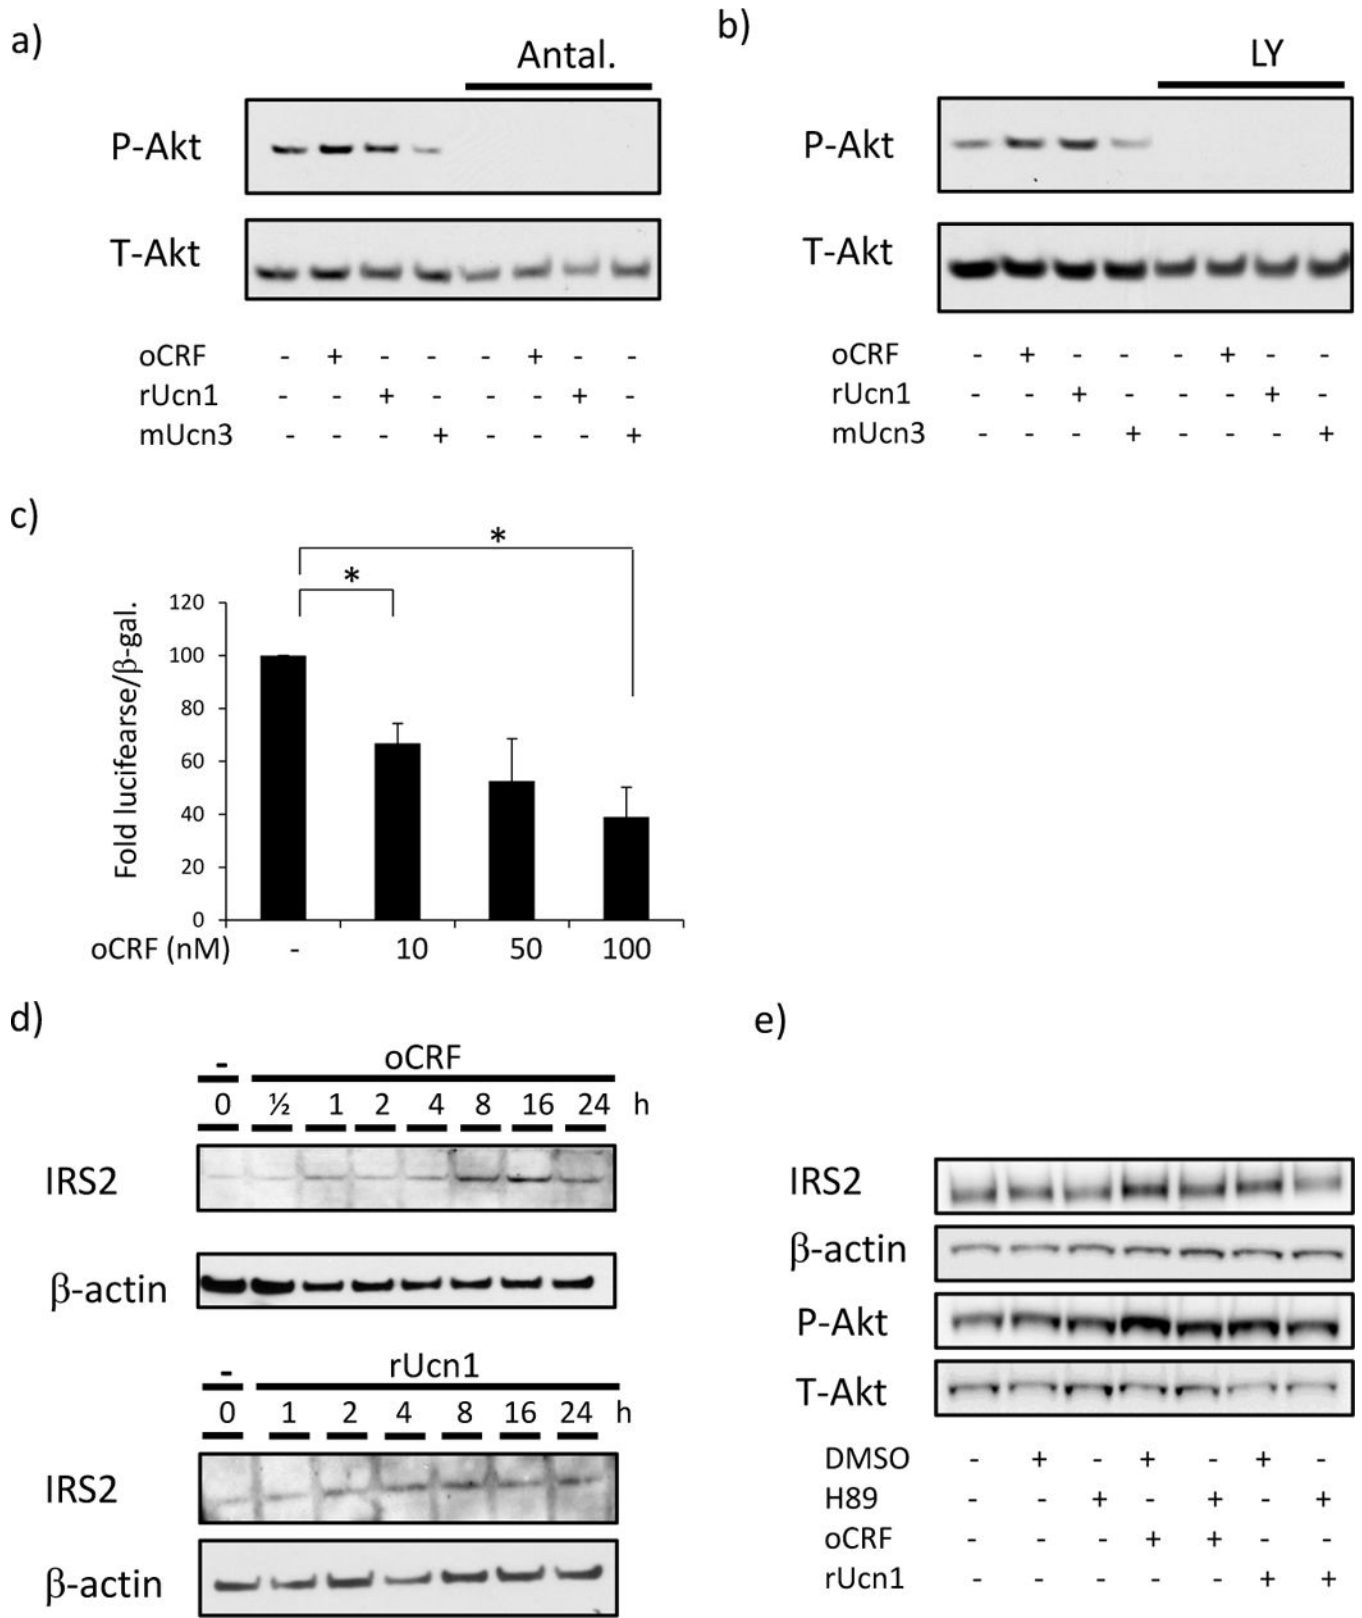 a)
Antal.
P-Akt
T-Akt
oCRF - + - - - + - -
rUcn1 - - + - - - + -
mUcn3 - - - + - - - +
b)
LY
P-Akt
T-Akt
oCRF - + - - - + - -
rUcn1 - - + - - - + -
mUcn3 - - - + - - - +
c)
* 
*
Fold lucifearse/β-gal.
120
100
80
60
40
20
0
oCRF (nM) - 10 50 100
d)
- oCRF
0 ½ 1 2 4 8 16 24 h
IRS2
β-actin
- rUcn1
0 1 2 4 8 16 24 h
IRS2
β-actin
e)
IRS2
β-actin
P-Akt
T-Akt
DMSO - + - + - + -
H89 - - + - + - +
oCRF - - - + + - -
rUcn1 - - - - - + +